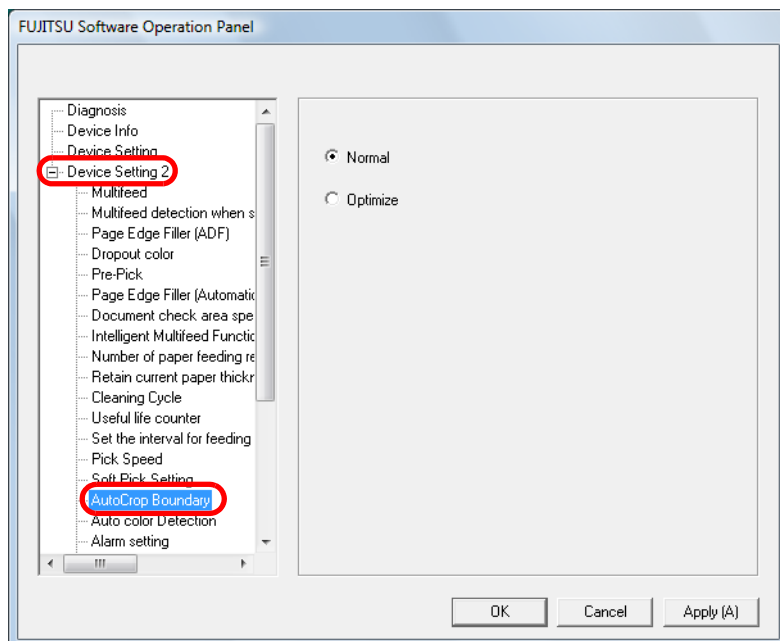 FUJITSU Software Operation Panel
Diagnosis
Device Info
Device Setting
Device Setting 2
Multifeed
Multifeed detection when s
Page Edge Filler (ADF)
Dropout color
Pre-Pick
Page Edge Filler (Automatic
Document check area spe
Intelligent Multifeed Functic
Number of paper feeding re
Retain current paper thickr
Cleaning Cycle
Useful life counter
Set the interval for feeding
Pick Speed
Soft Pick Setting
AutoCrop Boundary
Auto color Detection
Alarm setting
Normal
Optimize
OK
Cancel
Apply (A)